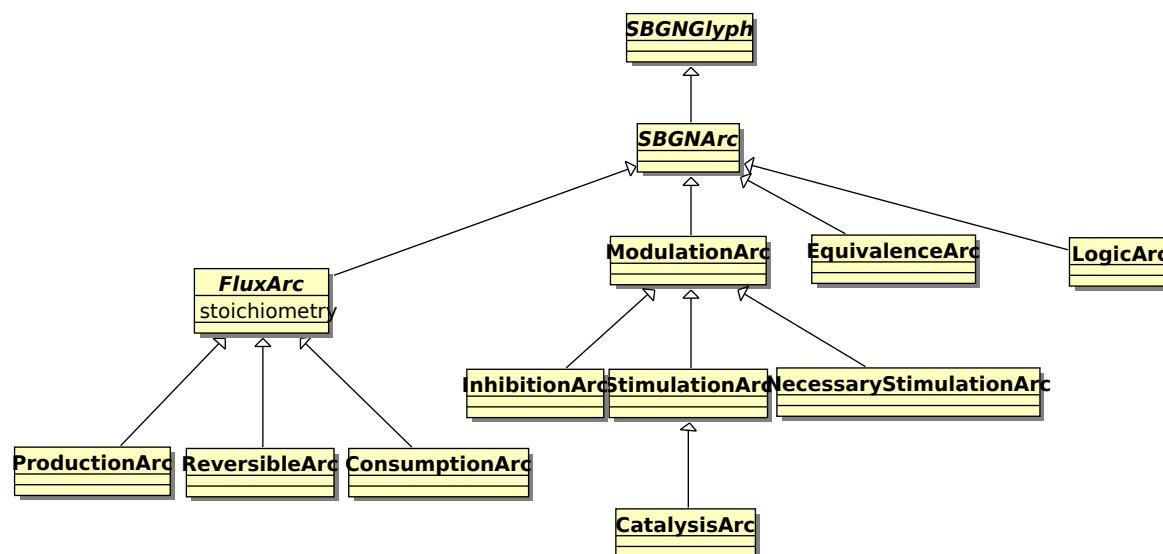 SBGNGlyph
SBGNArc
ModulationArc
EquivalenceArc
LogicArc
FluxArc
stoichiometry
InhibitionArc
StimulationArc
NecessaryStimulationArc
ProductionArc
ReversibleArc
ConsumptionArc
CatalysisArc